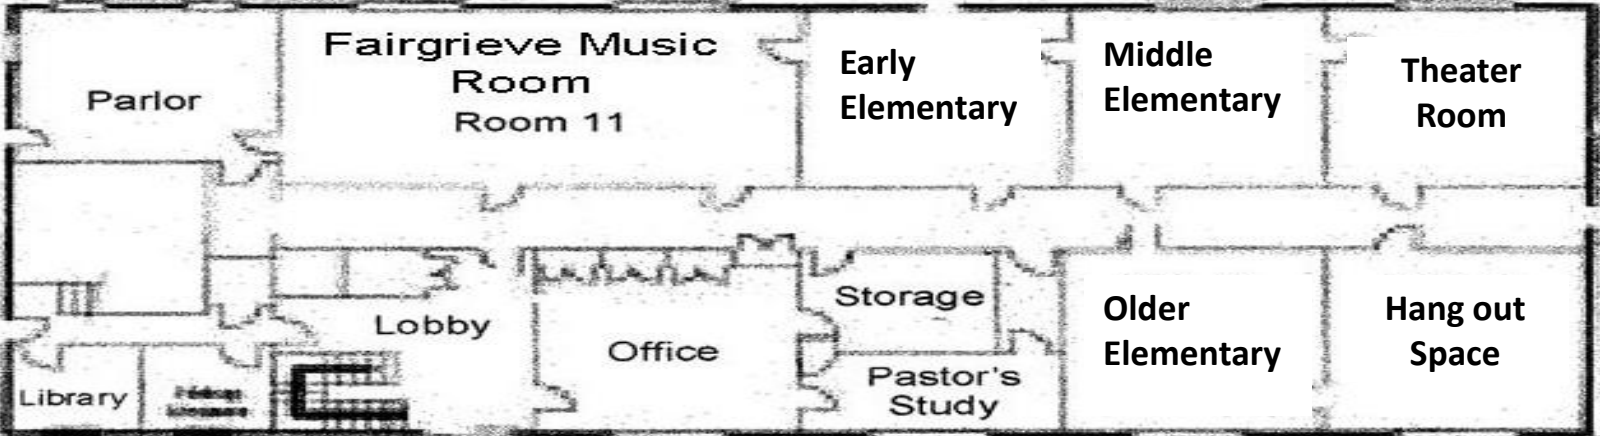 Parlor
Fairgrieve Music
Room
Room 11
Early
Elementary
Middle
Elementary
Theater
Room
Lobby
Office
Storage
Pastor's
Study
Older
Elementary
Hang out
Space
Library